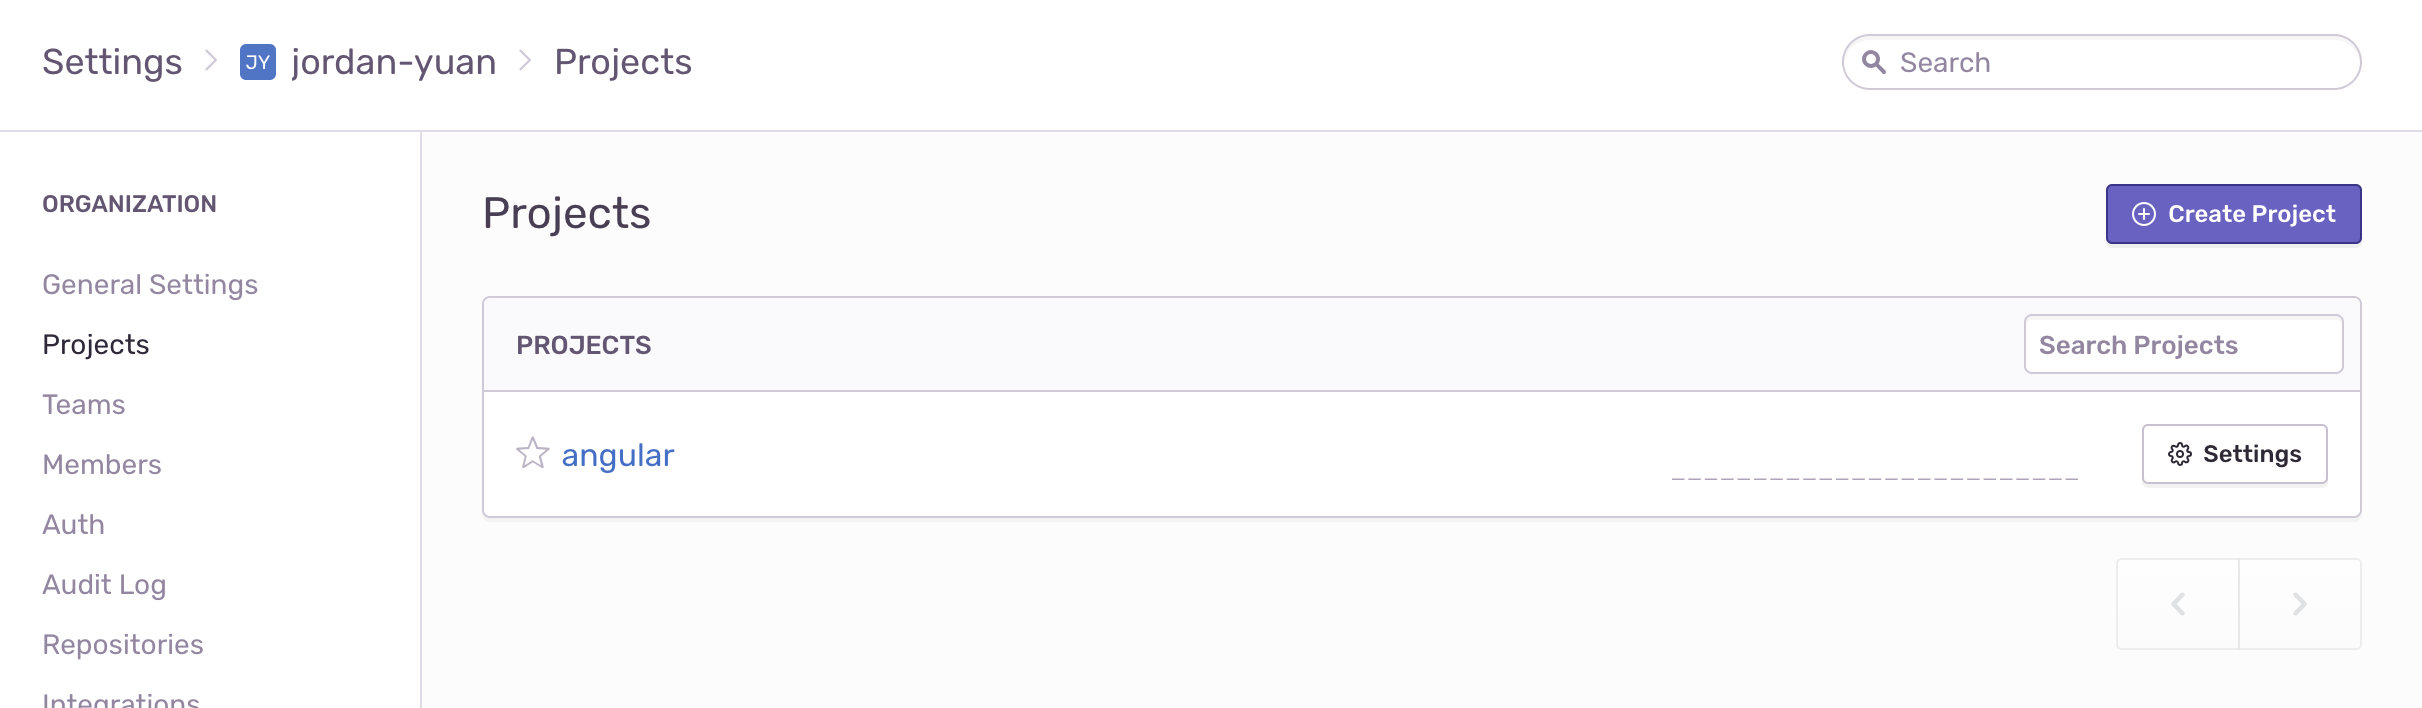 Settings > JY jordan-yuan > Projects
Search
ORGANIZATION
General Settings
Projects
Teams
Members
Auth
Audit Log
Repositories
Integrations
Projects
Create Project
PROJECTS
Search Projects
angular
Settings